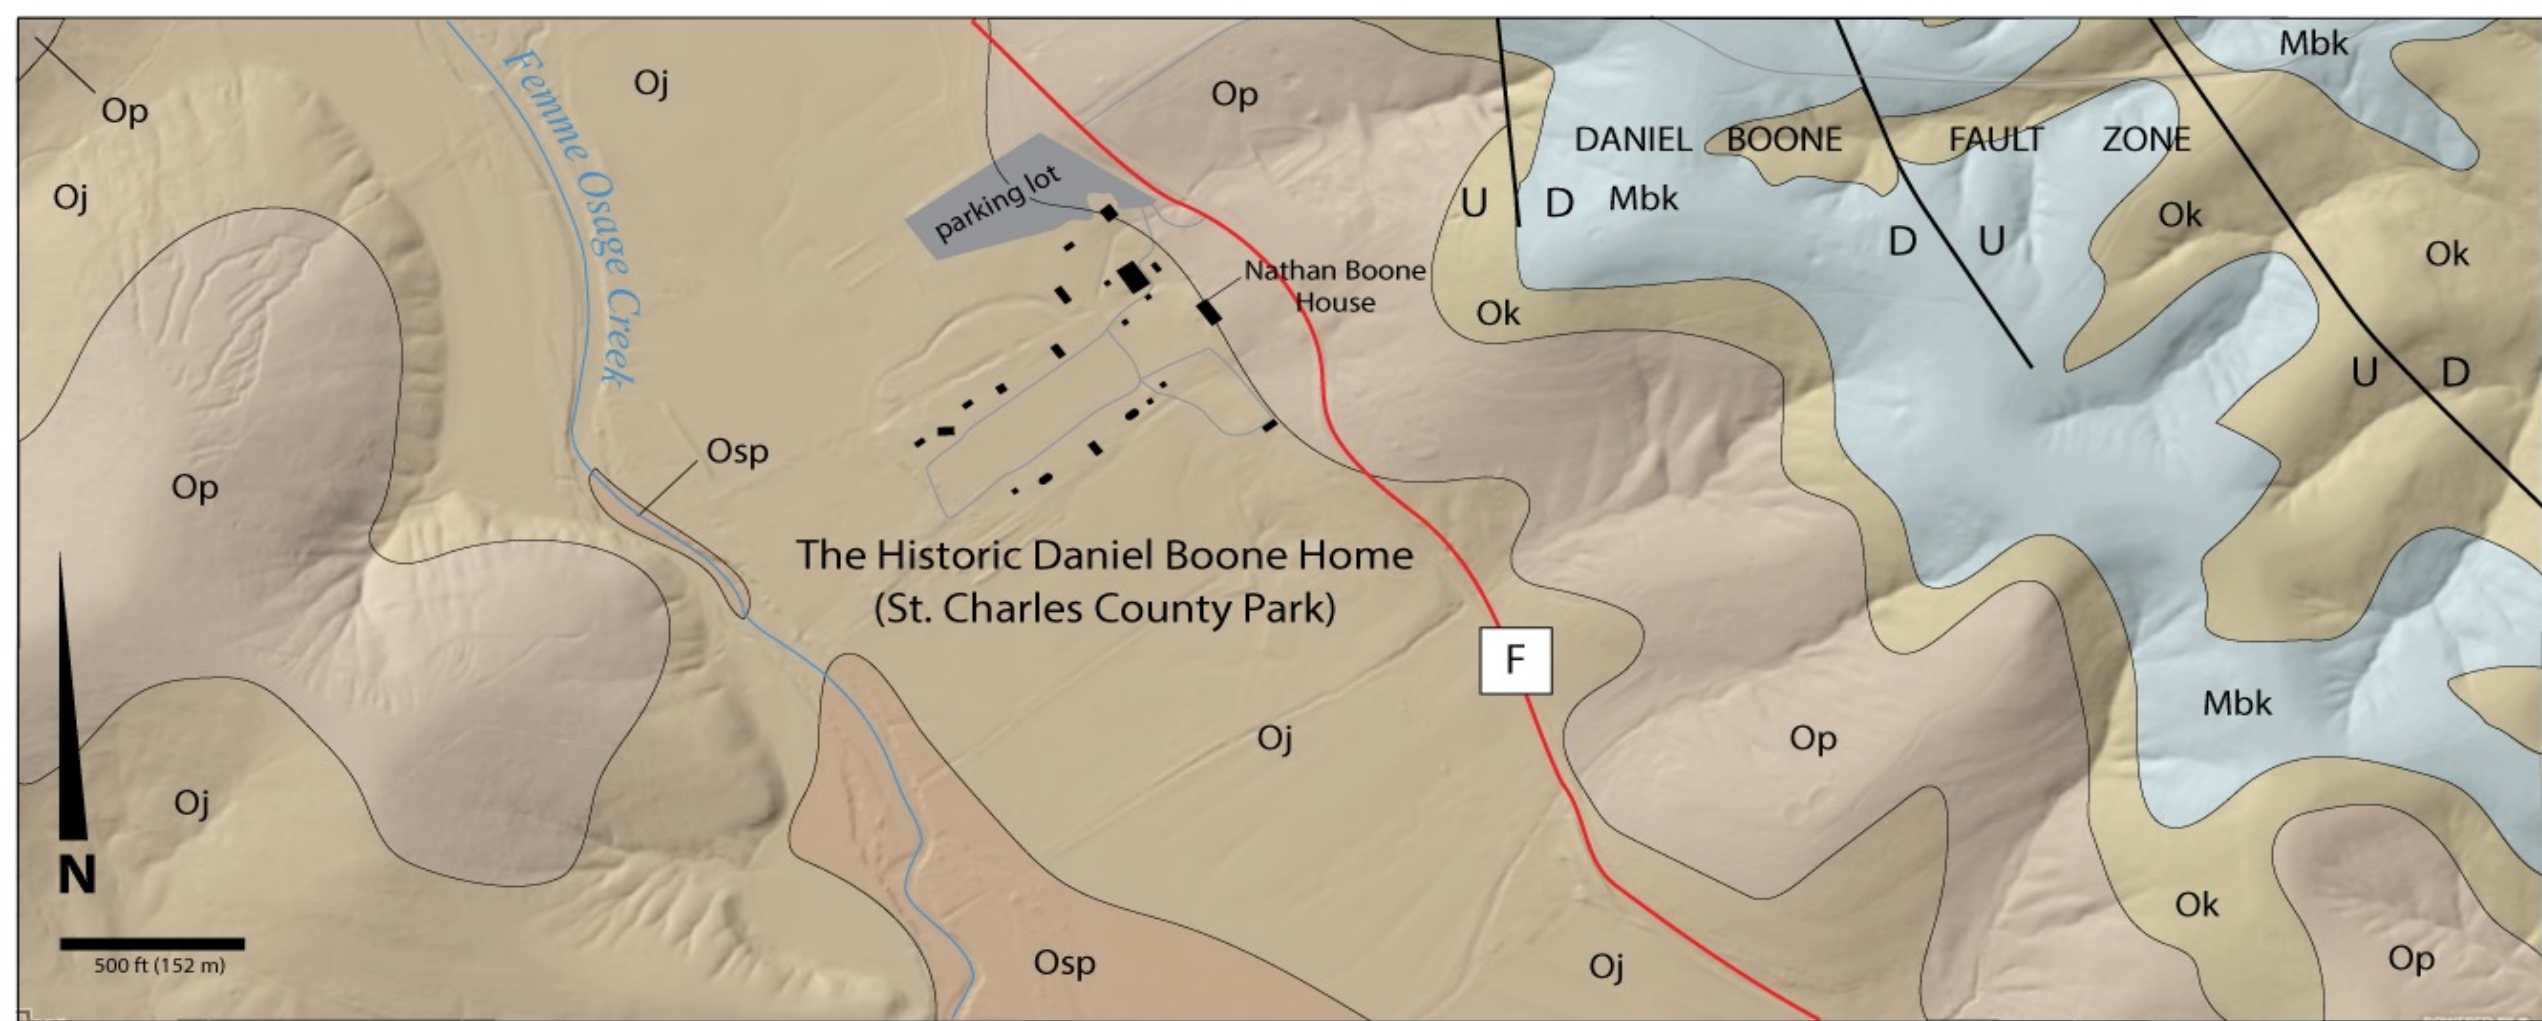 Mbk
Oj
Op
Op
Femme Osage Creek
DANIEL BOONE FAULT ZONE
Oj
parking lot
U D Mbk
Ok
D U
Ok
Nathan Boone
House
Ok
U D
Osp
Op
The Historic Daniel Boone Home
(St. Charles County Park)
F
Mbk
Oj
Op
Oj
N
Ok
500 ft (152 m)
Osp
Oj
Op